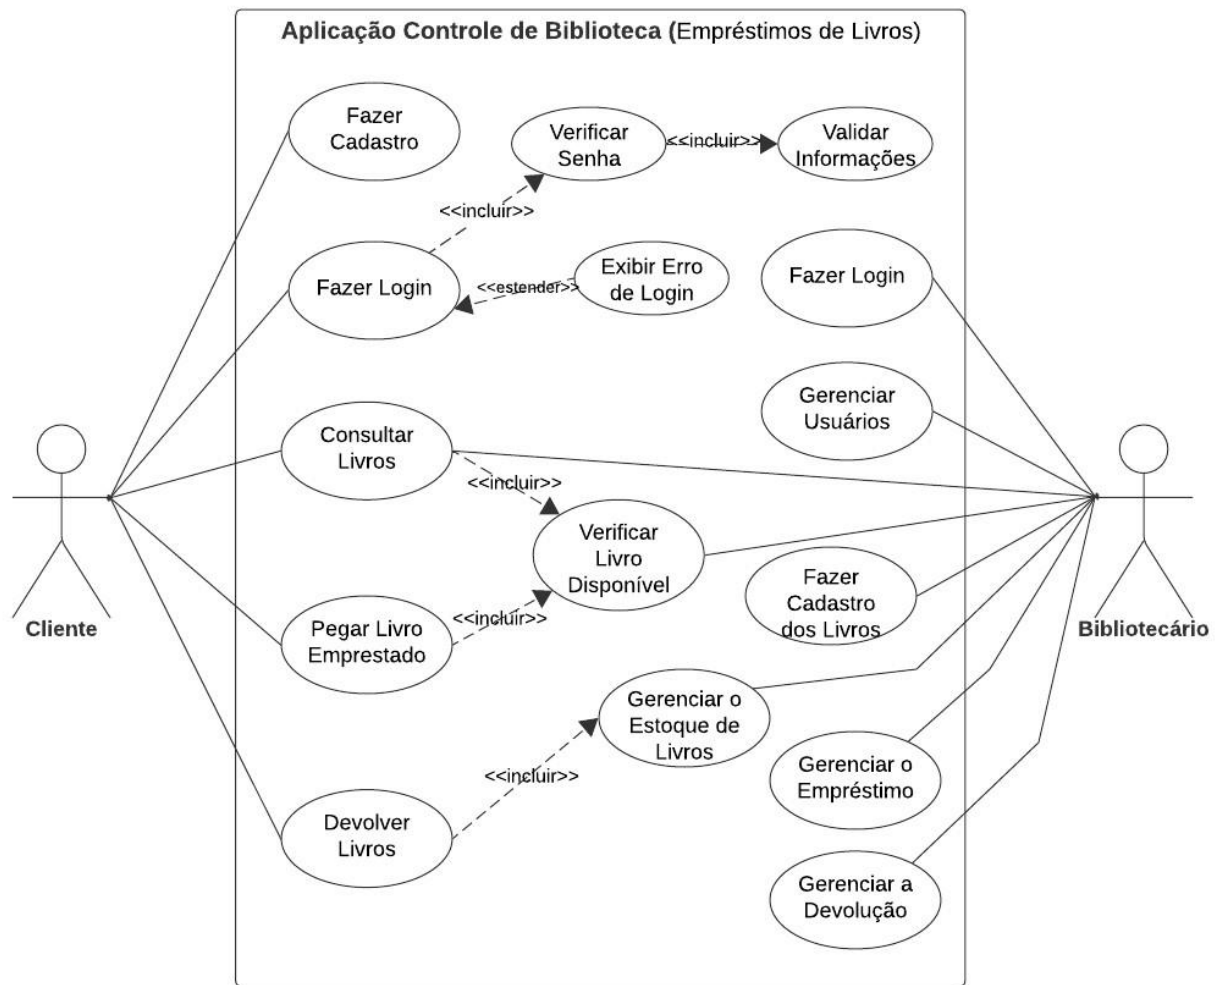 Aplicação Controle de Biblioteca (Empréstimos de Livros)
Fazer
Cadastro
Verificar
Senha
<<incluir>>
Validar
Informações
<<incluir>>
Fazer Login
<<estender>>
Exibir Erro
de Login
Fazer Login
Gerenciar
Usuários
Consultar
Livros
<<incluir>>
Verificar
Livro
Disponível
Fazer
Cadastro
dos Livros
Cliente
Bibliotecário
Pegar Livro
Emprestado
<<incluir>>
Gerenciar o
Estoque de
Livros
<<incluir>>
Gerenciar o
Empréstimo
Devolver
Livros
Gerenciar a
Devolução